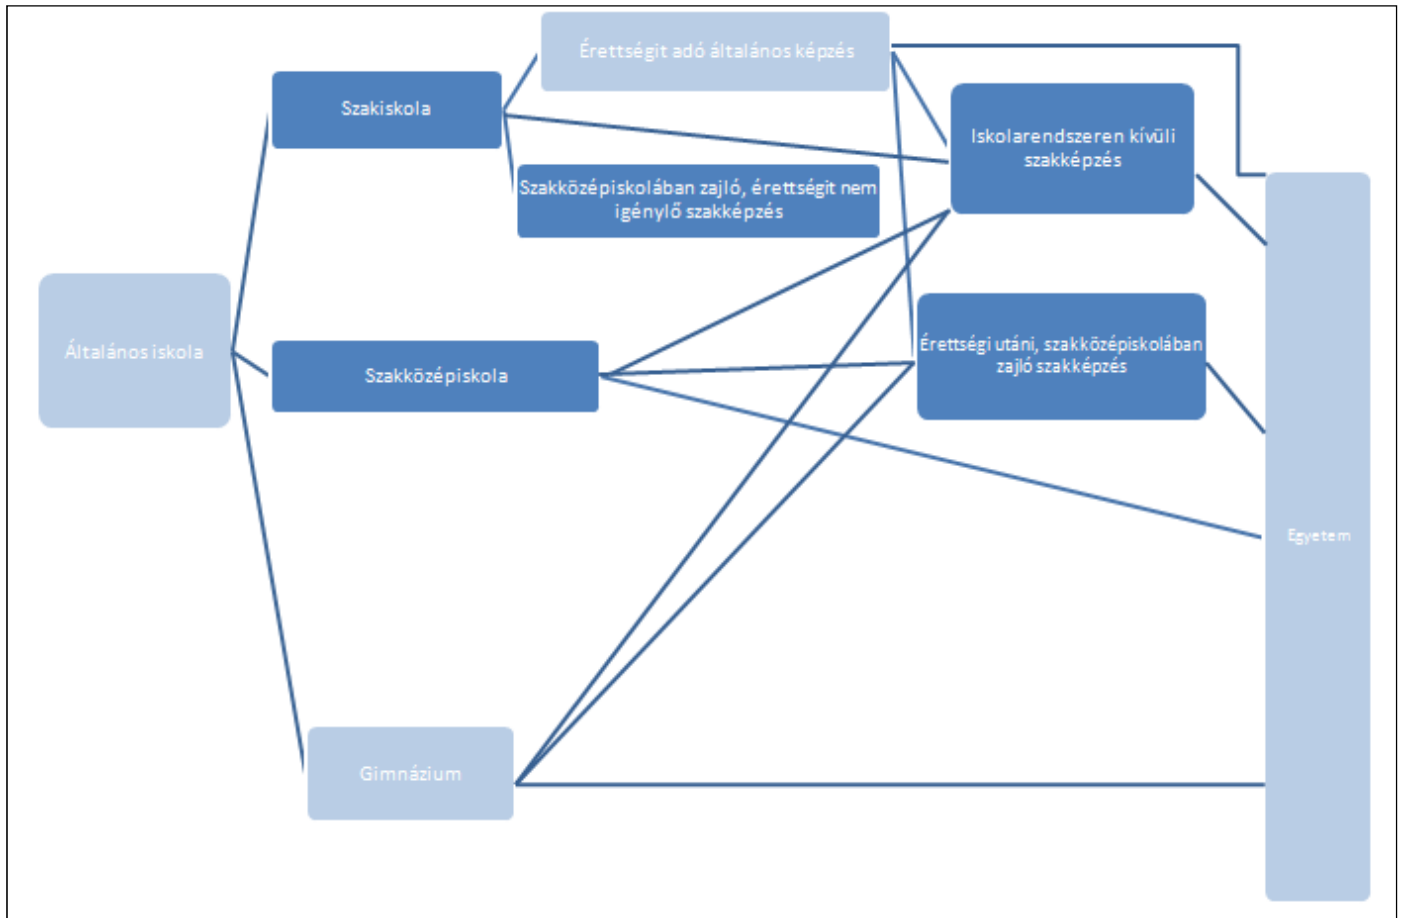 Érettségit adó általános képzés
Szakiskola
Iskolarendszeren kívüli
szakképzés
Szakközépiskolában zajló, érettségit nem
igénylő szakképzés
Általános iskola
Szakközépiskola
Érettségi utáni, szakközépiskolában
zajló szakképzés
Egyetem
Gimnázium